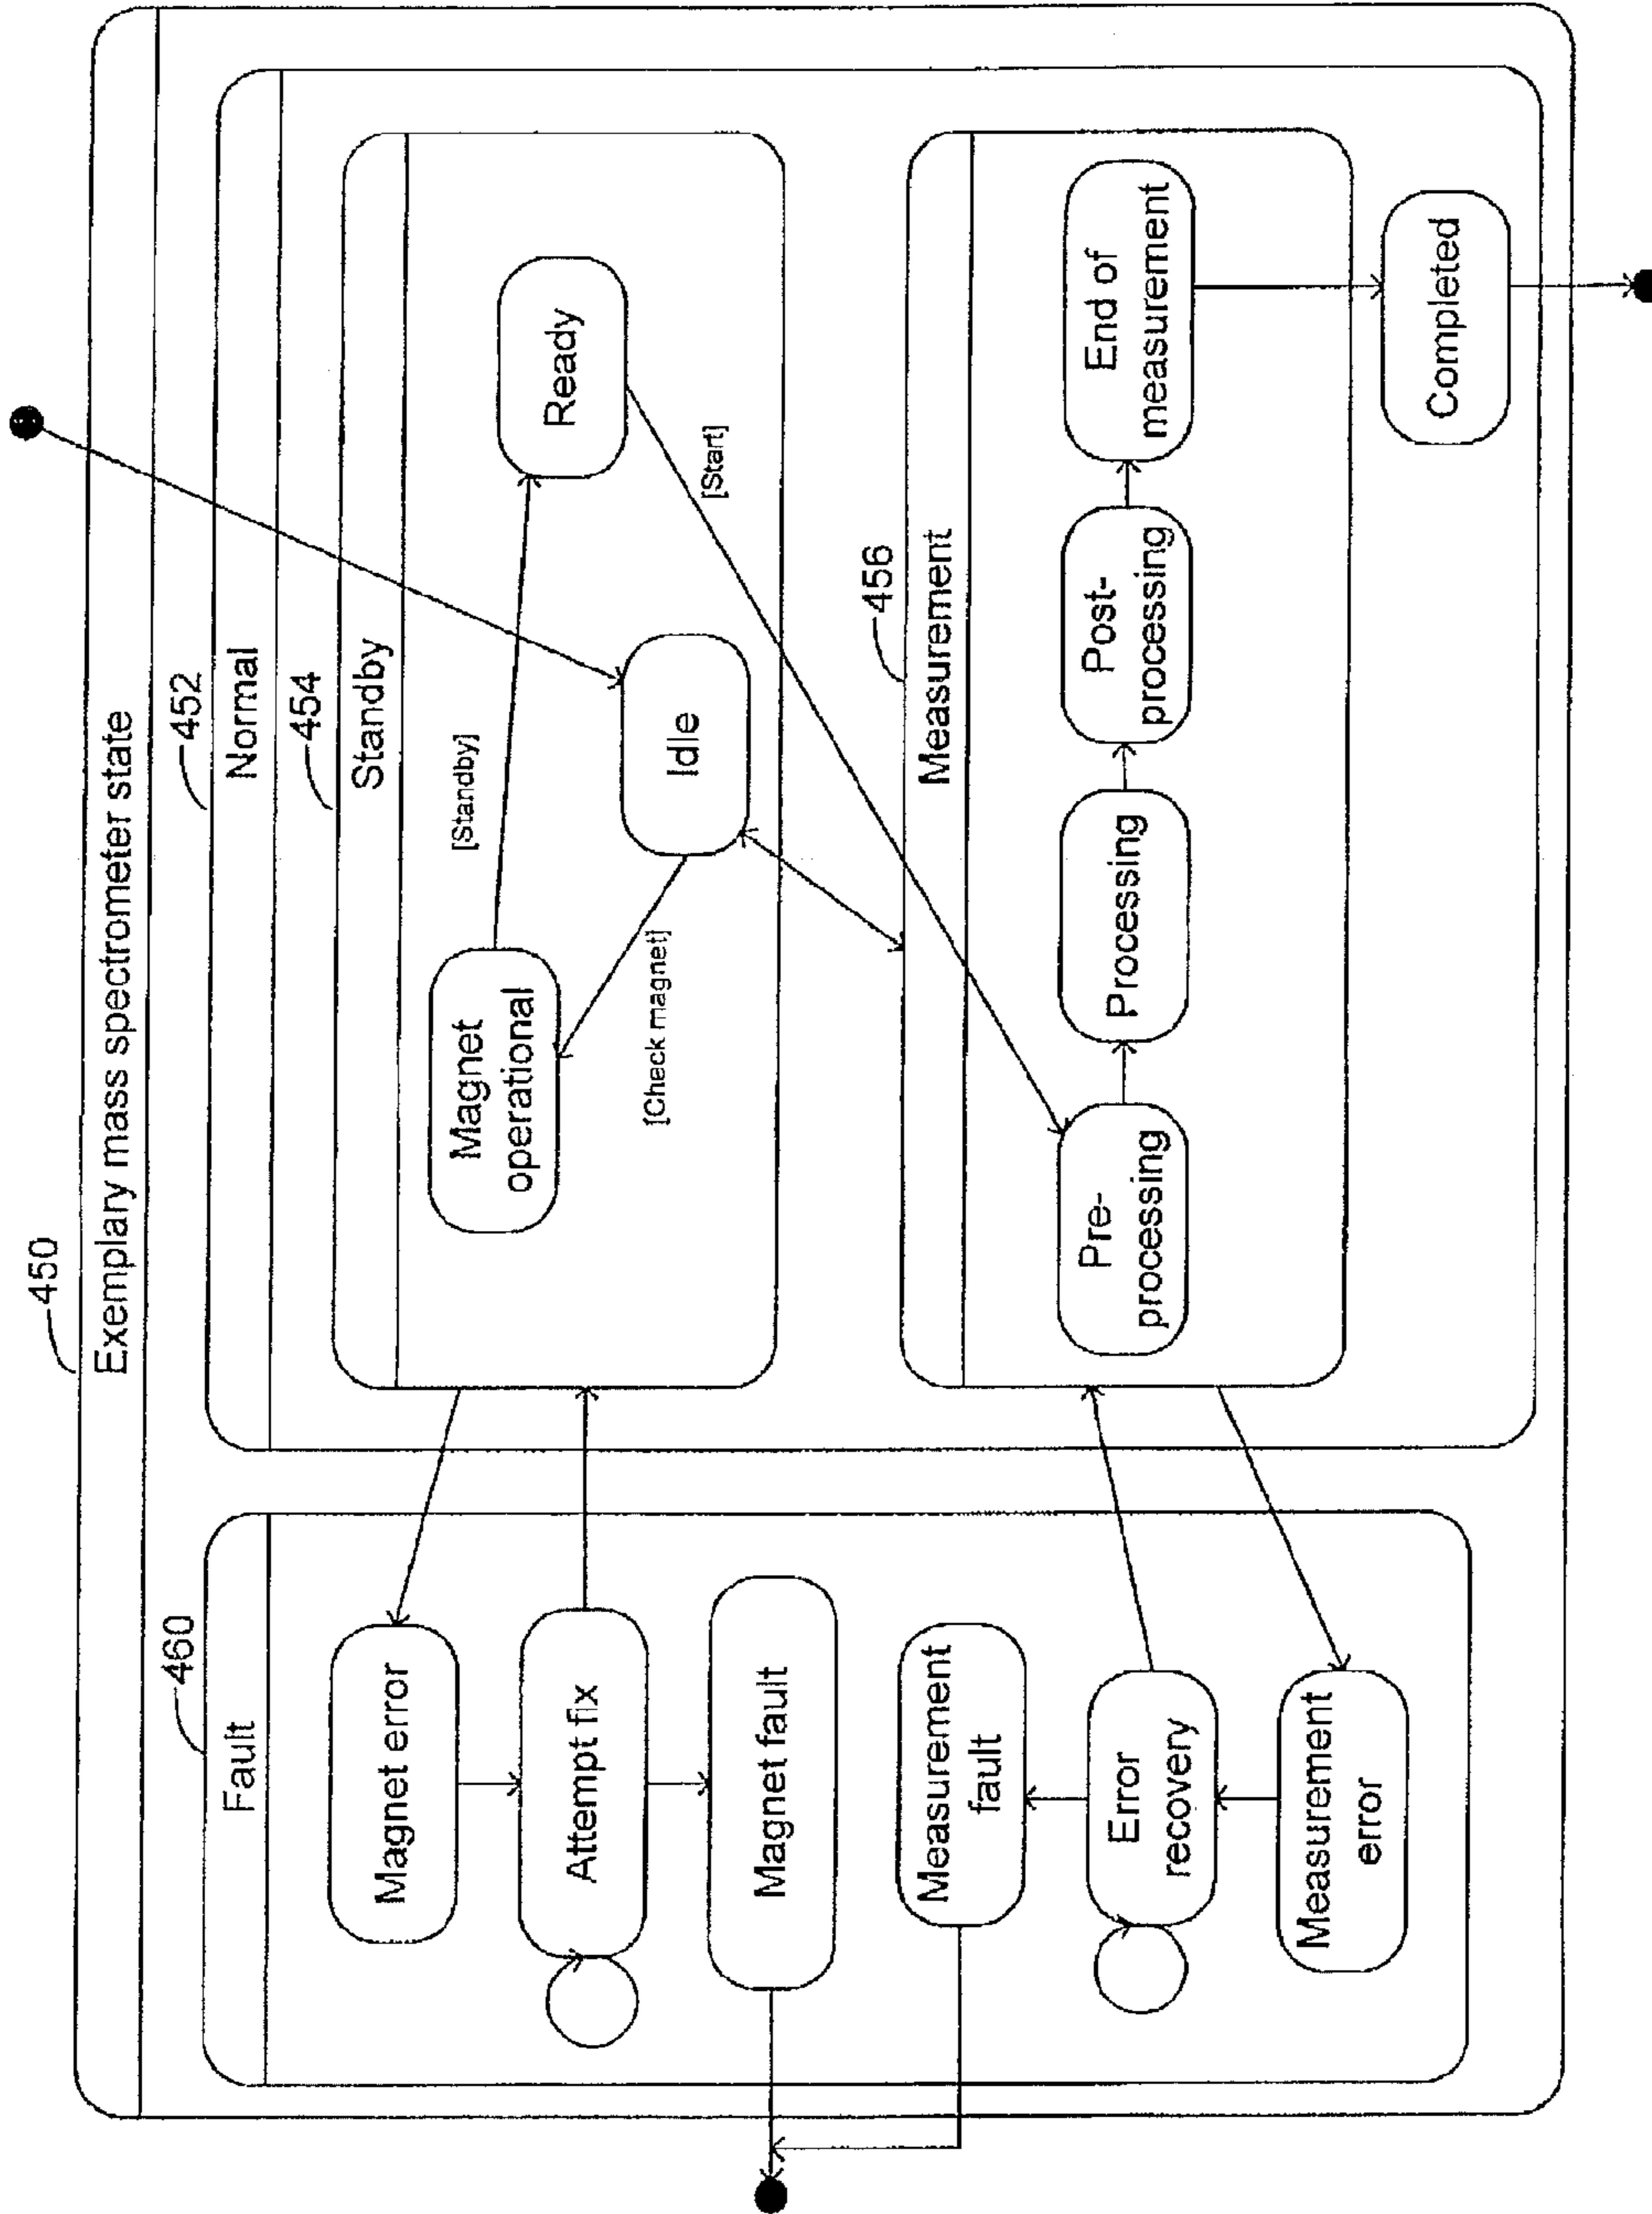 450
Exemplary mass spectrometer state
460
Fault
Magnet error
Attempt fix
Magnet fault
Measurement
fault
Error
recovery
Measurement
error
452
Normal
454
Standby
Magnet
operational
[Standby]
Ready
Idle
[Check magnet]
[Start]
456
Measurement
Pre-
processing
Processing
Post-
processing
End of
measurement
Completed